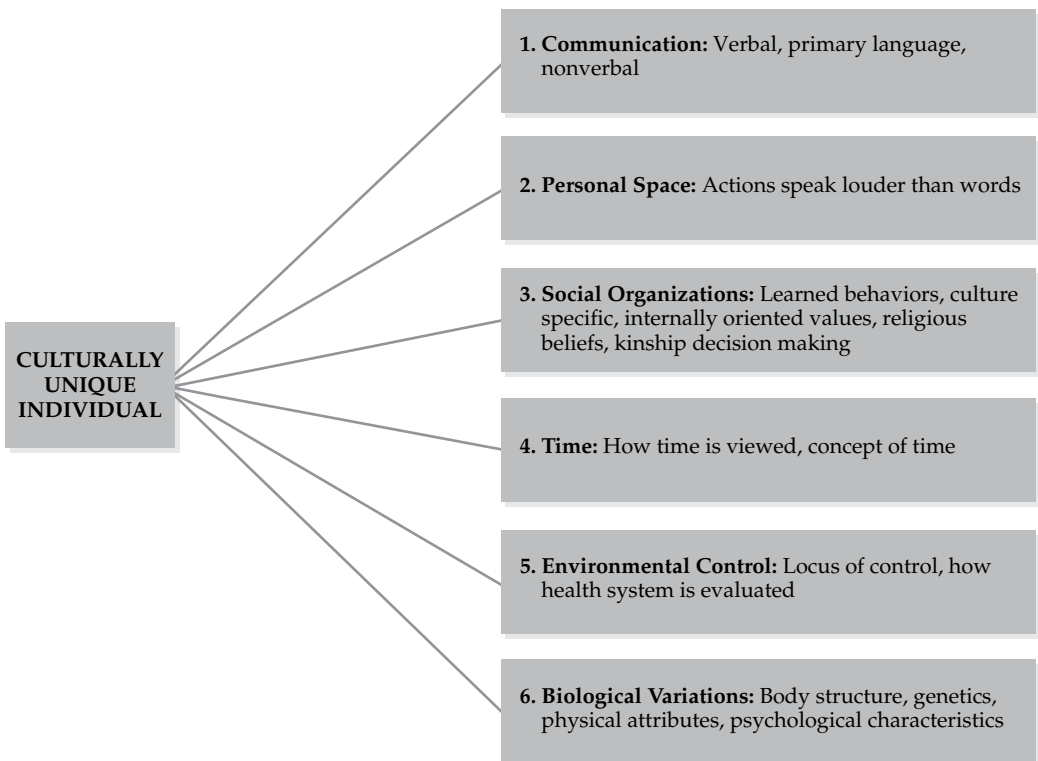 1. Communication: Verbal, primary language,
nonverbal
2. Personal Space: Actions speak louder than words
3. Social Organizations: Learned behaviors, culture
specific, internally oriented values, religious
beliefs, kinship decision making
CULTURALLY
UNIQUE
INDIVIDUAL
4. Time: How time is viewed, concept of time
5. Environmental Control: Locus of control, how
health system is evaluated
6. Biological Variations: Body structure, genetics,
physical attributes, psychological characteristics